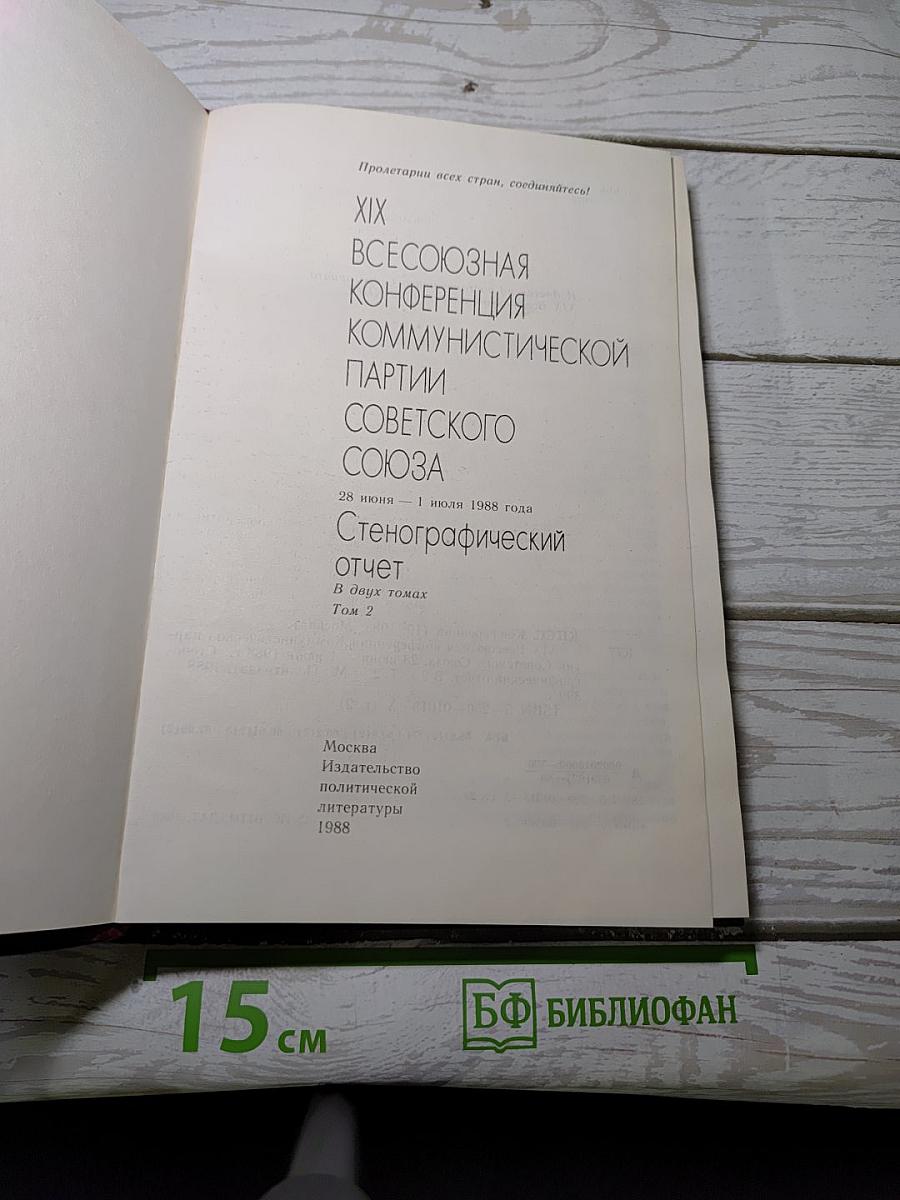 Пролетарии всех стран, соединяйтесь!
XIX
ВСЕСОЮЗНАЯ
КОНФЕРЕНЦИЯ
КОММУНИСТИЧЕСКОЙ
ПАРТИИ
СОВЕТСКОГО
СОЮЗА
28 июня — 1 июля 1988 года
Стенографический
отчет
В двух томах
Том 2
Москва
Издательство
политической
литературы
1988
15 см
БФ БИБЛИОФАН